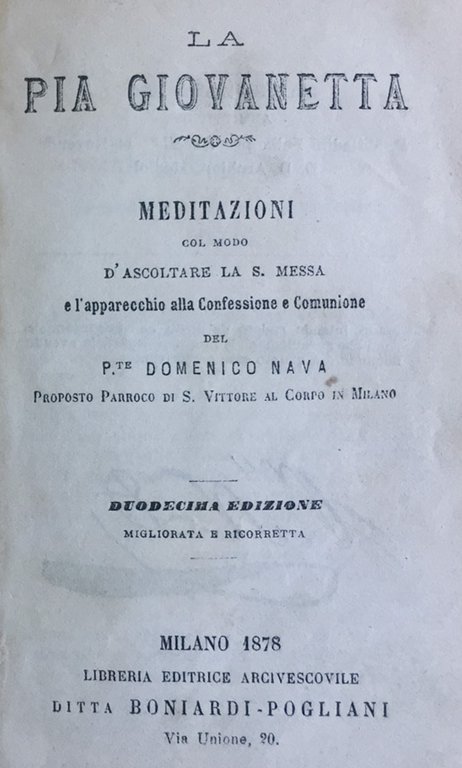 LA
PIA GIOVANETTA
MEDITAZIONI
COL MODO
D'ASCOLTARE LA S. MESSA
e l'apparecchio alla Confessione e Comunione
DEL
P.TE DOMENICO NAVA
PROPOSTO PARROCO DI S. VITTORE AL CORPO IN MILANO
DUODECIMA EDIZIONE
MIGLIORATA E RICORRETTA
MILANO 1878
LIBRERIA EDITRICE ARCIVESCOVILE
DITTA BONIARDI-POGLIANI
Via Unione, 20.